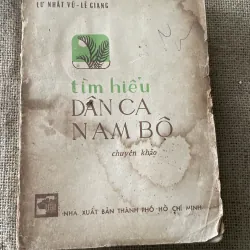 LƯ NHẤT VŨ - LÊ GIANG
tìm hiểu
DÂN CA
NAM BỘ
chuyên khảo
NHÀ XUẤT BẢN THÀNH PHỐ HỒ CHÍ MINH